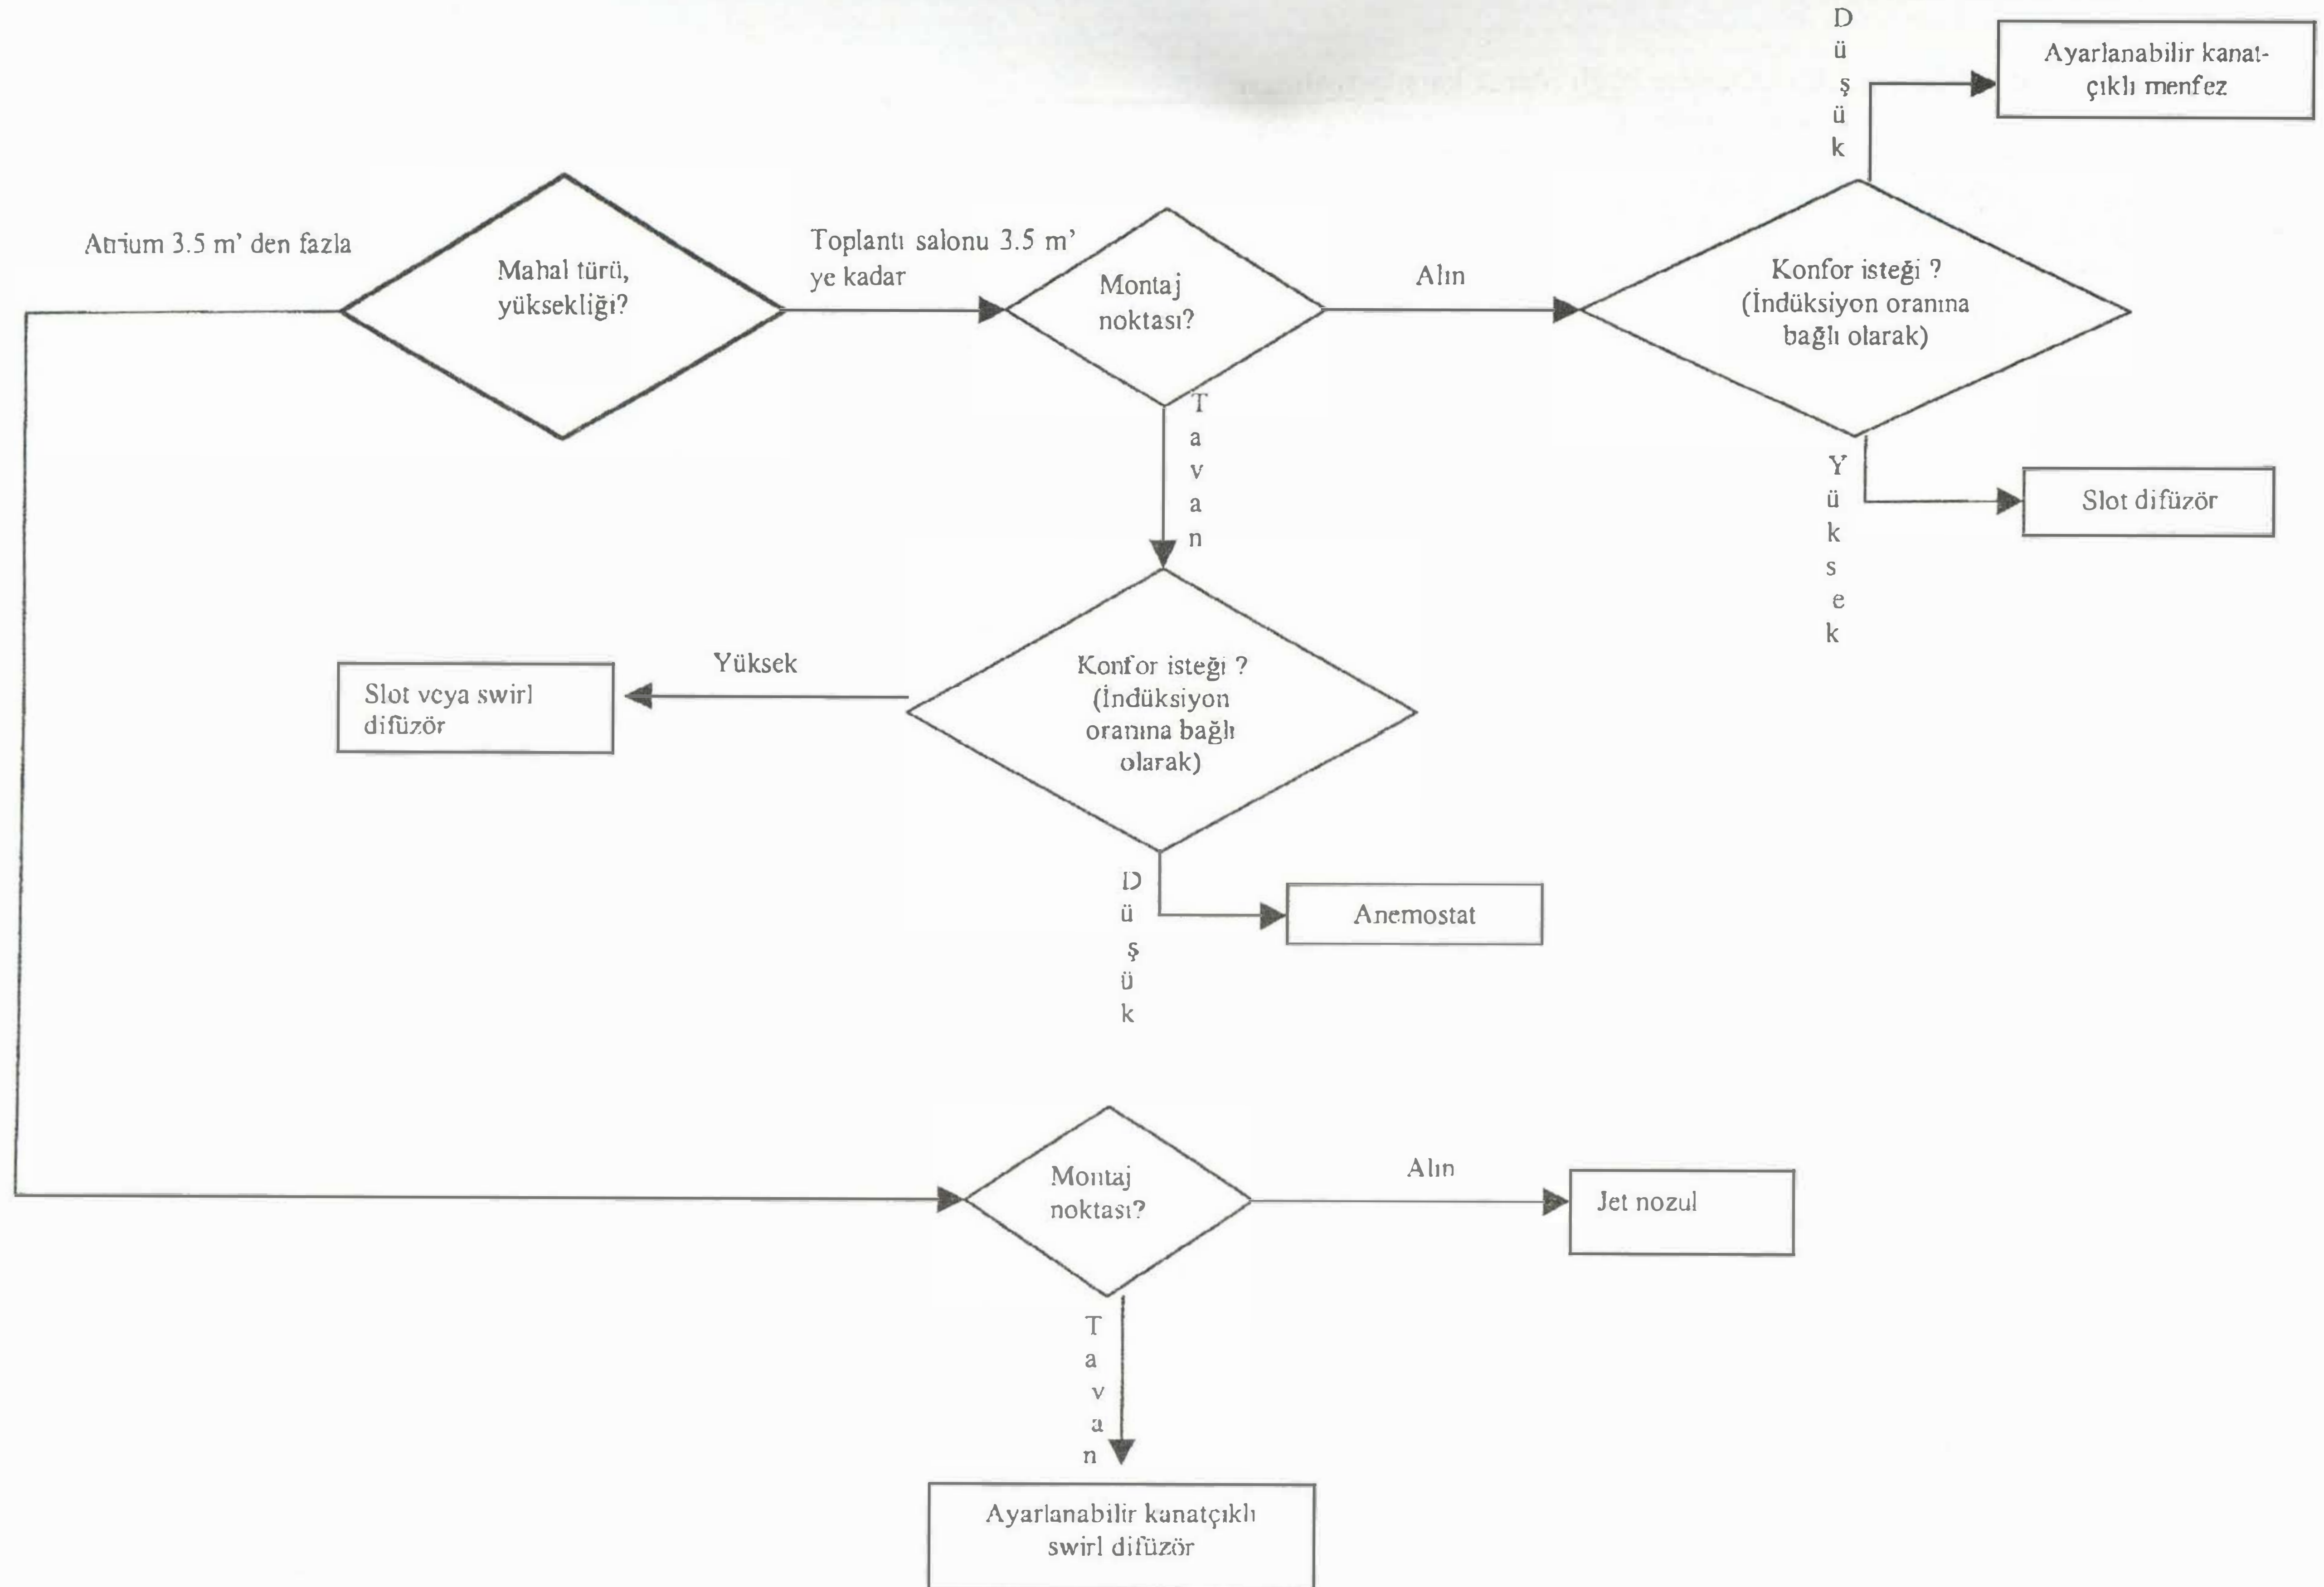 Düşük
Ayarlanabilir kanat-
çıklı menfez
Atrium 3.5 m' den fazla
Mahal türü,
yüksekliği?
Toplantı salonu 3.5 m'
ye kadar
Montaj
noktası?
Alın
Konfor isteği ?
(İndüksiyon oranına
bağlı olarak)
Tavan
Yüksek
Slot difüzör
Slot veya swirl
difüzör
Yüksek
Konfor isteği ?
(İndüksiyon
oranına bağlı
olarak)
Düşük
Anemostat
Montaj
noktası?
Alın
Jet nozul
Tavan
Ayarlanabilir kanatçıklı
swirl difüzör